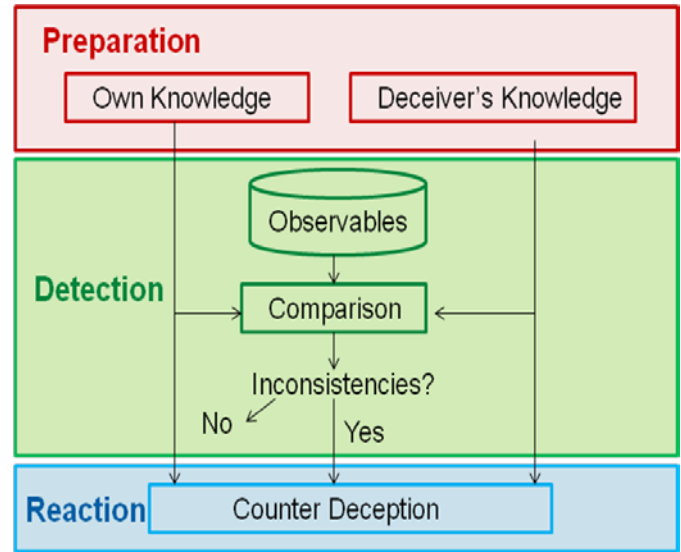 Preparation
Own Knowledge
Deceiver's Knowledge
Observables
Detection
Comparison
Inconsistencies?
No
Yes
Reaction
Counter Deception